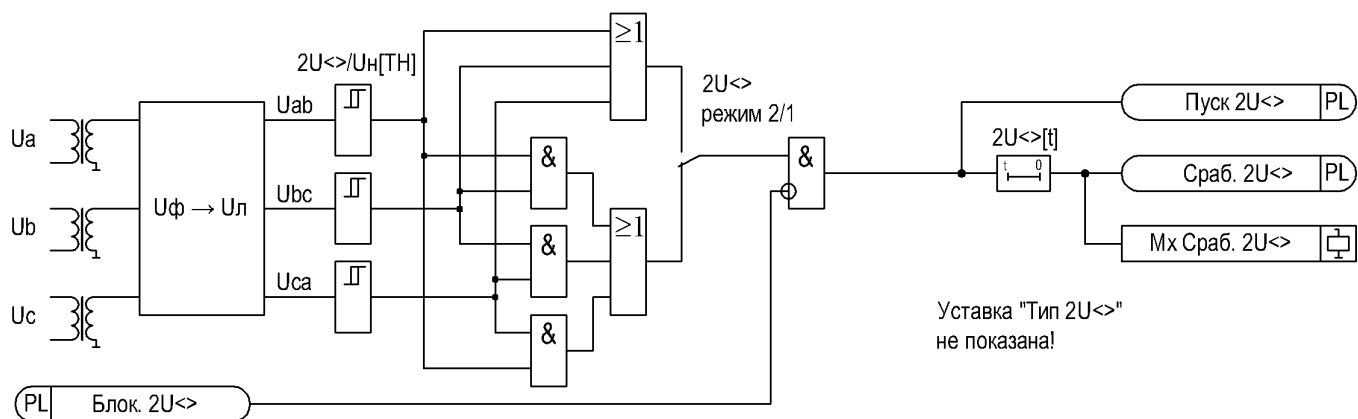 2U<>/Uн[ТН]
≥1
2U<>
режим 2/1
Ua
Ub
Uc
Uф → Uл
Uab
Ubc
Uca
&
&
&
≥1
&
2U<>[t]
t 0
Пуск 2U<> PL
Сраб. 2U<> PL
Мх Сраб. 2U<>
Уставка "Тип 2U<>"
не показана!
PL Блок. 2U<>